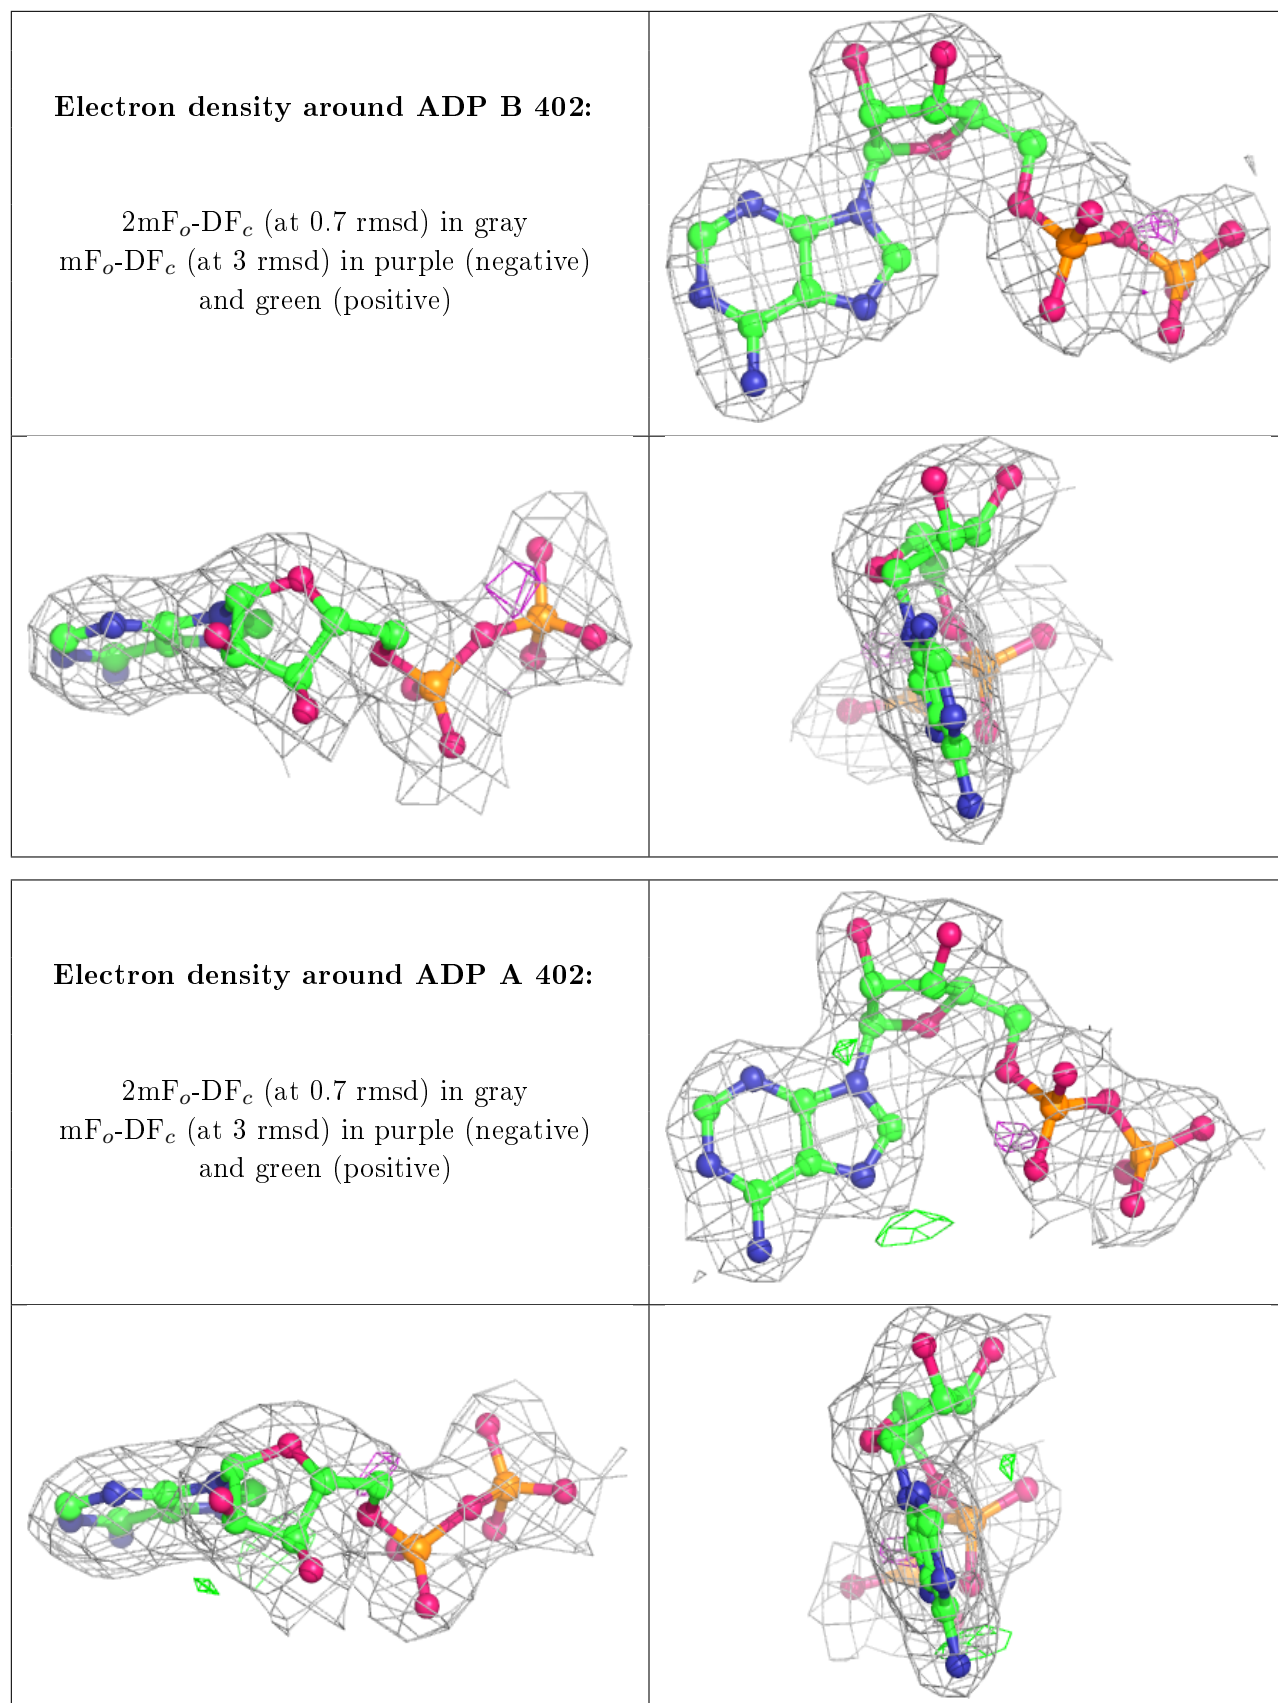 Electron density around ADP B 402:
2mFₒ-DF𝒸 (at 0.7 rmsd) in gray
mFₒ-DF𝒸 (at 3 rmsd) in purple (negative)
and green (positive)
Electron density around ADP A 402:
2mFₒ-DF𝒸 (at 0.7 rmsd) in gray
mFₒ-DF𝒸 (at 3 rmsd) in purple (negative)
and green (positive)